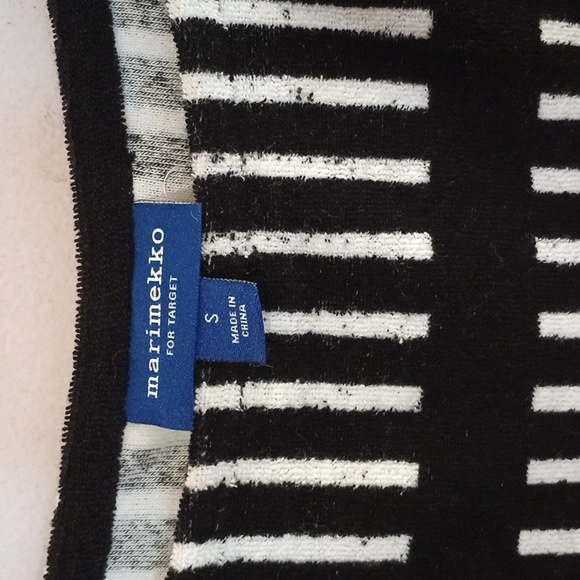 marimekko
FOR TARGET
S
MADE IN
CHINA